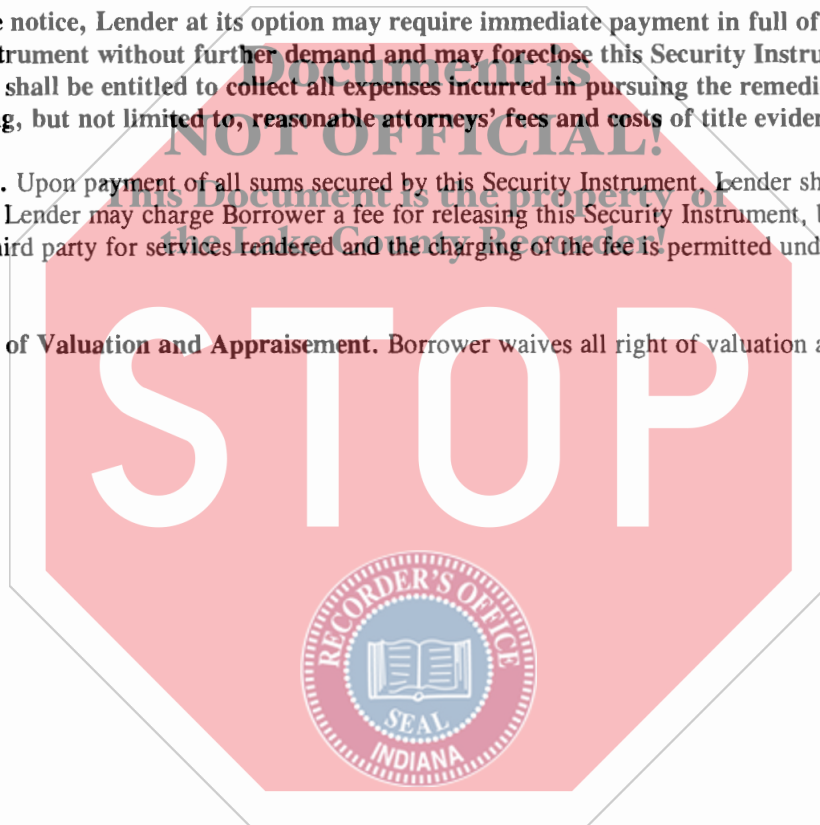 e notice, Lender at its option may require immediate payment in full of
trument without further demand and may foreclose this Security Instru
shall be entitled to collect all expenses incurred in pursuing the remedi
g, but not limited to, reasonable attorneys' fees and costs of title eviden
. Upon payment of all sums secured by this Security Instrument, Lender sh
Lender may charge Borrower a fee for releasing this Security Instrument, b
ird party for services rendered and the charging of the fee is permitted und
of Valuation and Appraisement. Borrower waives all right of valuation a
Document is
NOT OFFICIAL!
This Document is the property of
the Lake County Recorder!
STOP
RECORDER'S OFFICE
SEAL
INDIANA